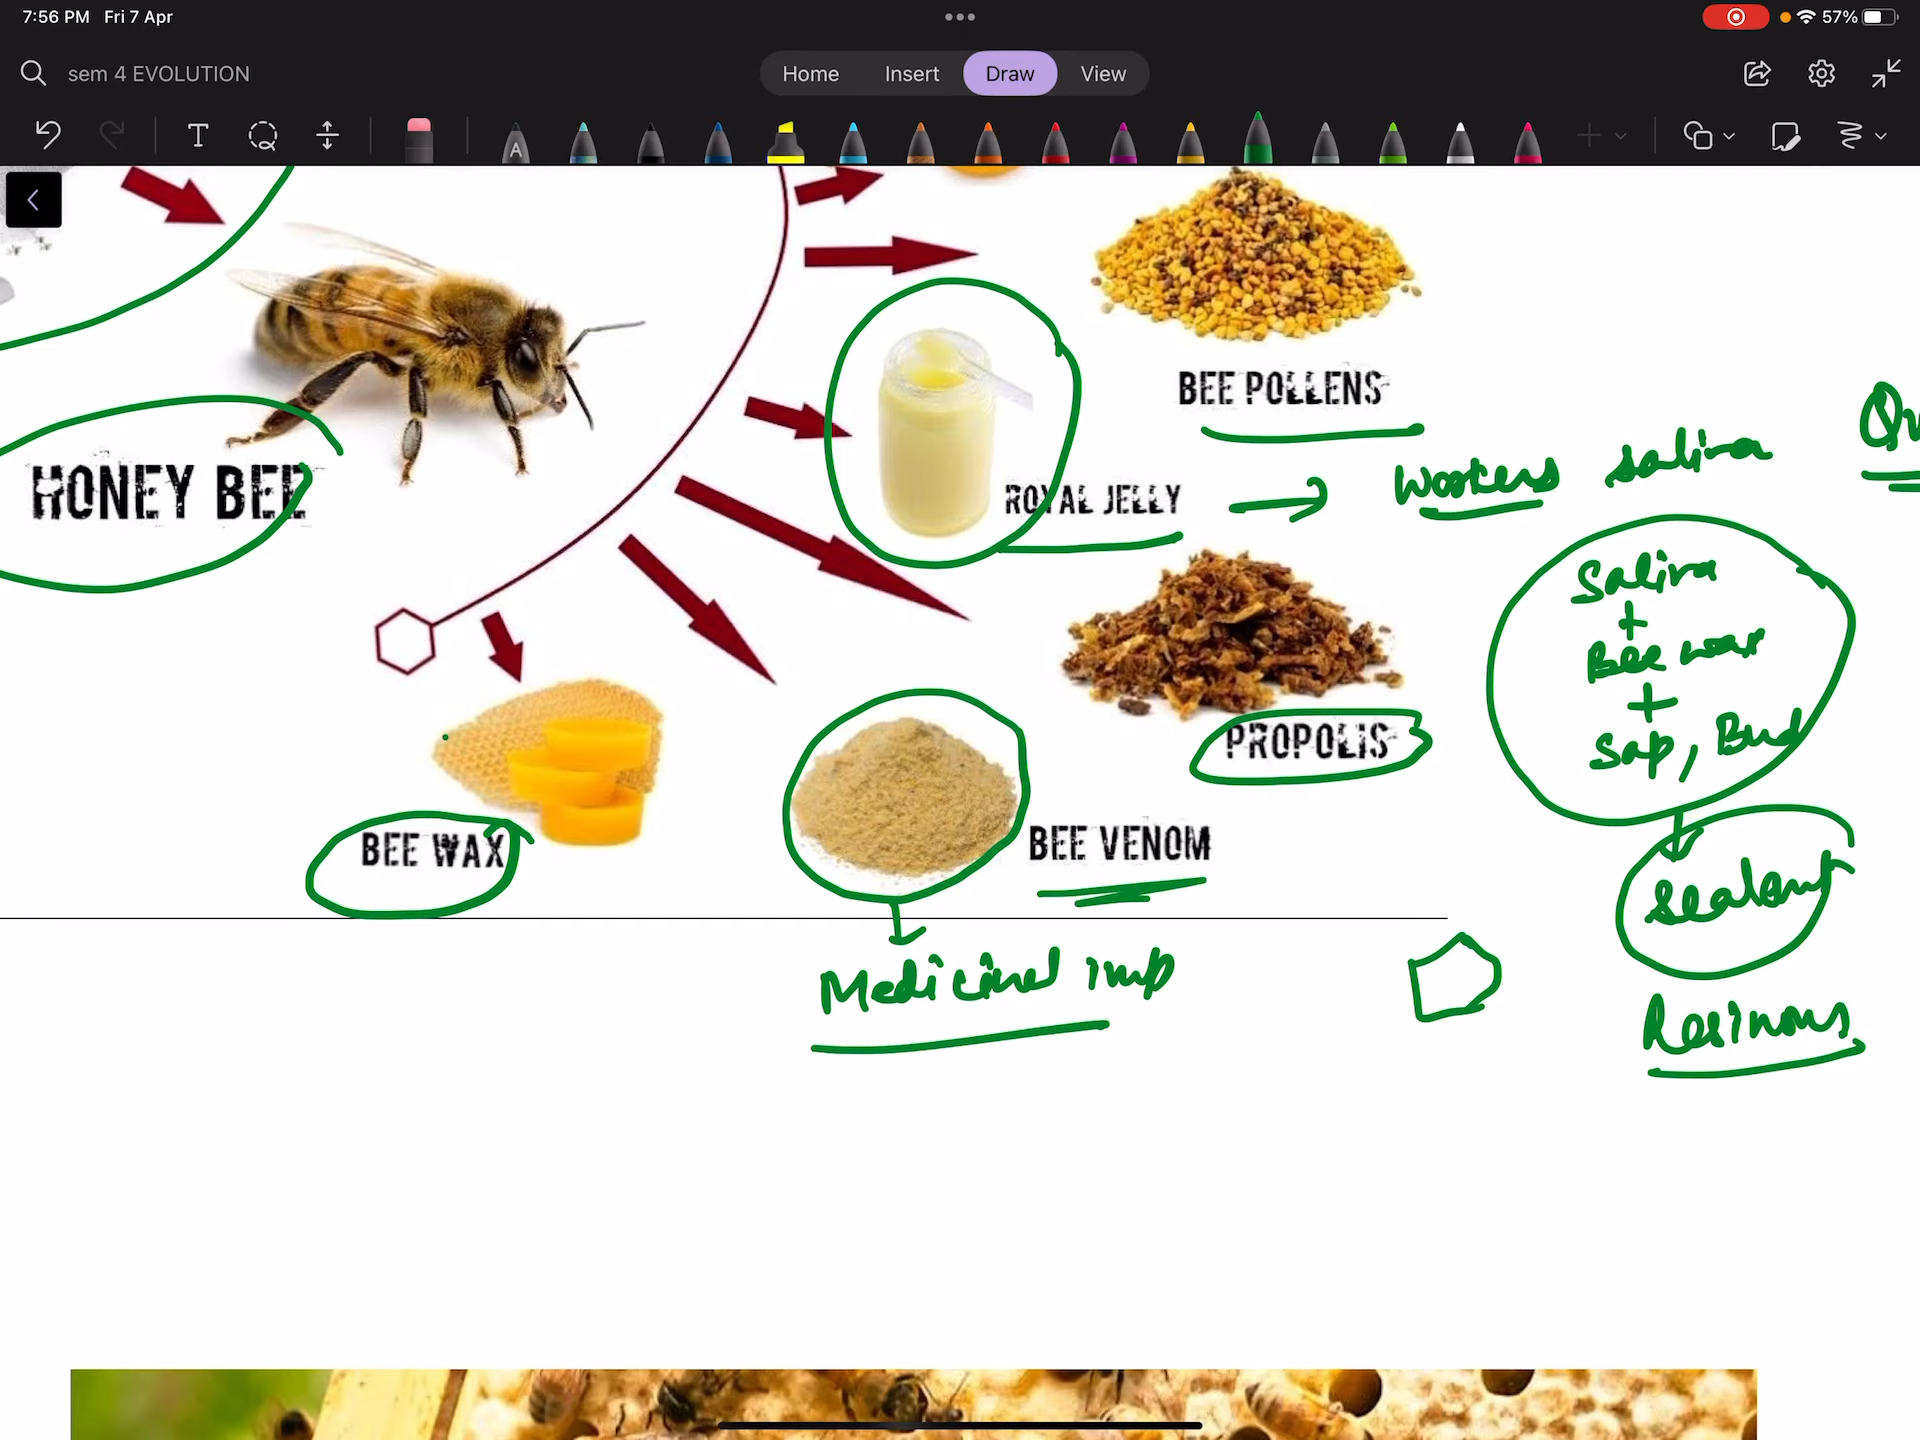 7:56 PM Fri 7 Apr
57%
sem 4 EVOLUTION
Home Insert Draw View
A
BEE POLLENS
HONEY BEE
ROYAL JELLY → Workers saliva
Qu
Saliva
+
Bee wax
+
Sap, Bud
PROPOLIS
BEE WAX
BEE VENOM
Sealant
Medicinal imp
Resinous